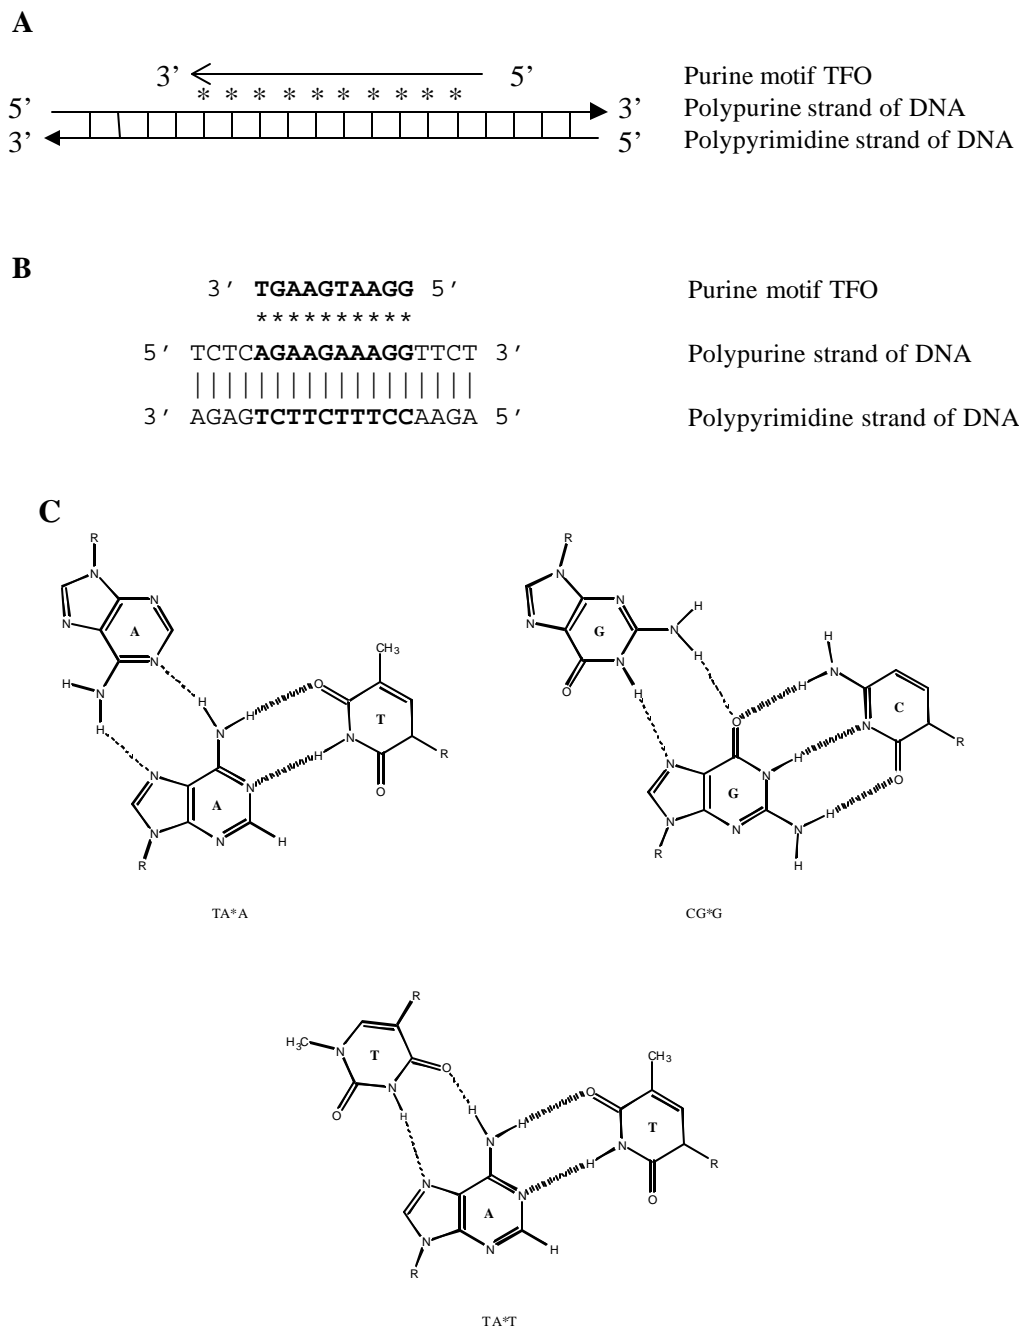 A
3’ 5’ Purine motif TFO
* * * * * * * * * *
5’ 3’ Polypurine strand of DNA
3’ 5’ Polypyrimidine strand of DNA
B
3’ TGAAGTAAGG 5’ Purine motif TFO
**********
5’ TCTCAGAAGAAAGGTTCT 3’ Polypurine strand of DNA
||||||||||||||||||
3’ AGAGTCTTCTTTCCAAGA 5’ Polypyrimidine strand of DNA
C
R
N
N
N
A
N
H
N
H
H
H
N
O
CH3
T
N
H
R
O
N
N
A
N
N
H
R
TA*A
R
N
N
N
G
N
H
H
N
O
H
H
N
H
C
N
O
R
O
N
N
H
G
N
N
N
H
H
R
CG*G
R
H3C
N
T
O
N
O
H
H
H
N
O
CH3
T
N
H
R
O
N
N
A
N
N
H
R
TA*T